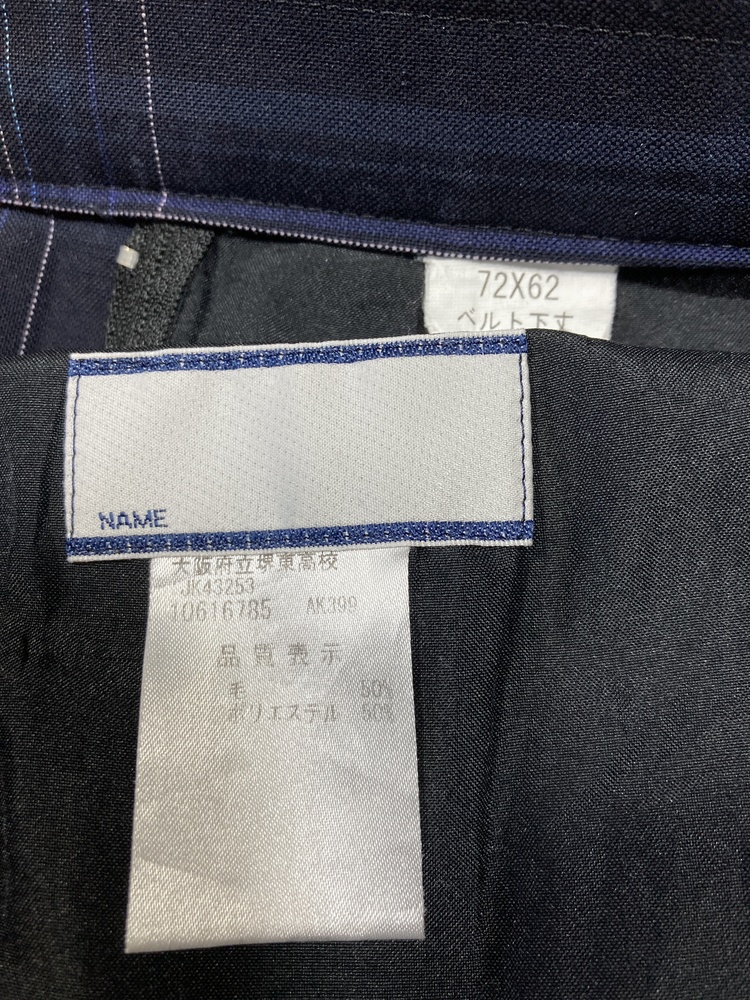 72X62
ベルト下丈
NAME
大阪府立堺東高校
JK43253
10616785 AK399
品質表示
毛 50%
ポリエステル 50%